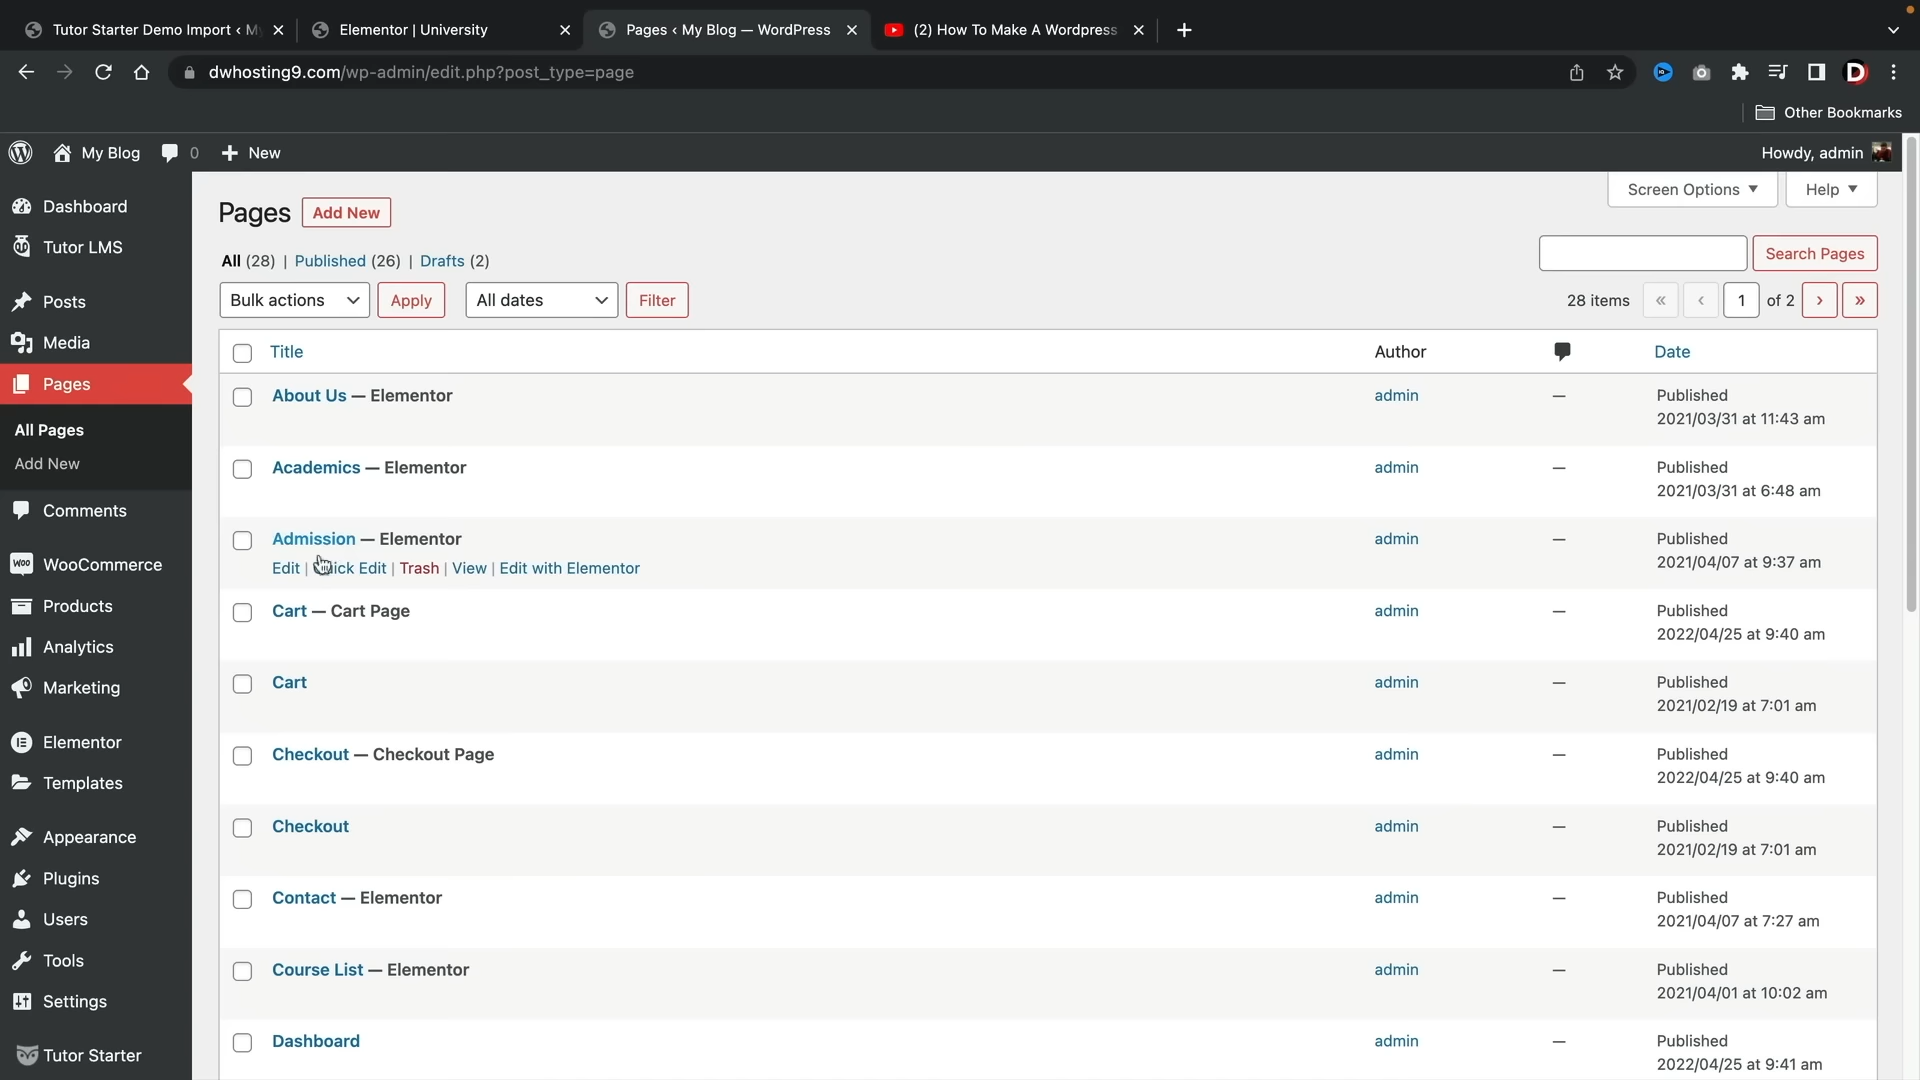 Tutor Starter Demo Import ‹ M
Elementor | University
Pages ‹ My Blog — WordPress
(2) How To Make A Wordpress
dwhosting9.com/wp-admin/edit.php?post_type=page
Other Bookmarks
My Blog
0
New
Howdy, admin
Dashboard
Tutor LMS
Posts
Media
Pages
All Pages
Add New
Comments
WooCommerce
Products
Analytics
Marketing
Elementor
Templates
Appearance
Plugins
Users
Tools
Settings
Tutor Starter
Screen Options
Help
Pages
Add New
All (28) | Published (26) | Drafts (2)
Search Pages
Bulk actions
Apply
All dates
Filter
28 items « ‹ 1 of 2 › »
Title Author Date
About Us — Elementor admin — Published
2021/03/31 at 11:43 am
Academics — Elementor admin — Published
2021/03/31 at 6:48 am
Admission — Elementor admin — Published
2021/04/07 at 9:37 am
Edit | Quick Edit | Trash | View | Edit with Elementor
Cart — Cart Page admin — Published
2022/04/25 at 9:40 am
Cart admin — Published
2021/02/19 at 7:01 am
Checkout — Checkout Page admin — Published
2022/04/25 at 9:40 am
Checkout admin — Published
2021/02/19 at 7:01 am
Contact — Elementor admin — Published
2021/04/07 at 7:27 am
Course List — Elementor admin — Published
2021/04/01 at 10:02 am
Dashboard admin — Published
2022/04/25 at 9:41 am